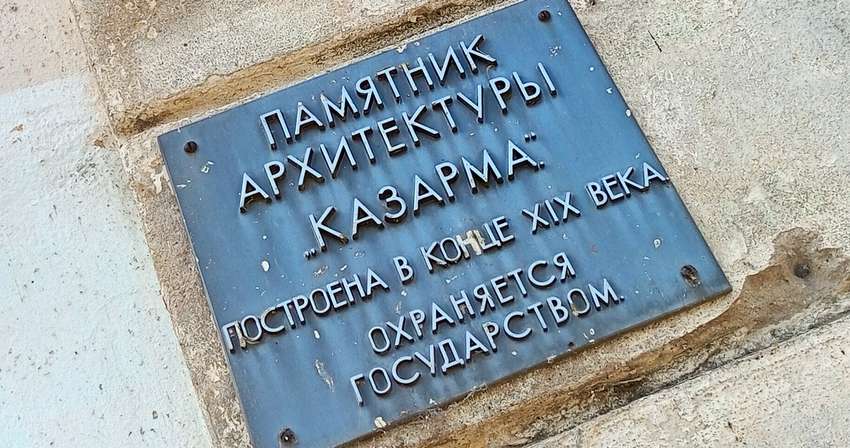 ПАМЯТНИК
АРХИТЕКТУРЫ
„КАЗАРМА."
ПОСТРОЕНА В КОНЦЕ XIX ВЕКА.
ОХРАНЯЕТСЯ
ГОСУДАРСТВОМ.